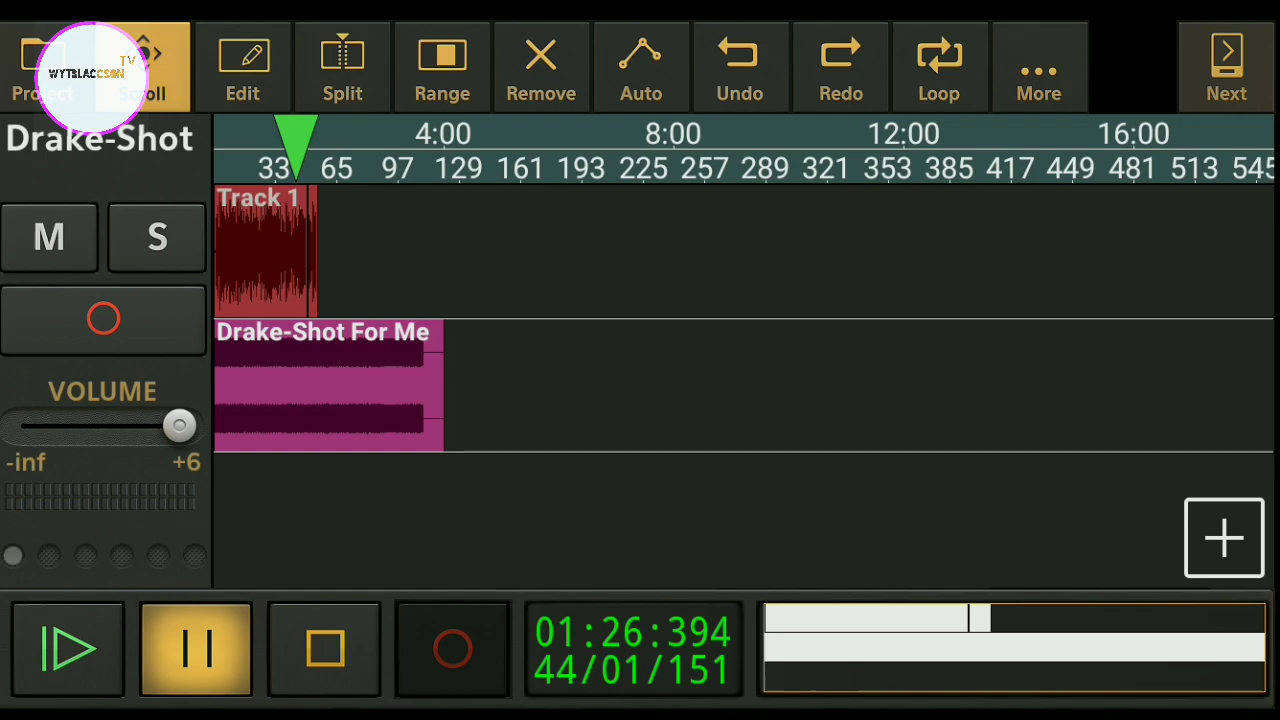 Project
Scroll
Edit
Split
Range
Remove
Auto
Undo
Redo
Loop
More
Next
WYTBLACCSON TV
Drake-Shot
4:00 8:00 12:00 16:00
33 65 97 129 161 193 225 257 289 321 353 385 417 449 481 513 545
Track 1
M S
Drake-Shot For Me
VOLUME
-inf +6
01:26:394
44/01/151